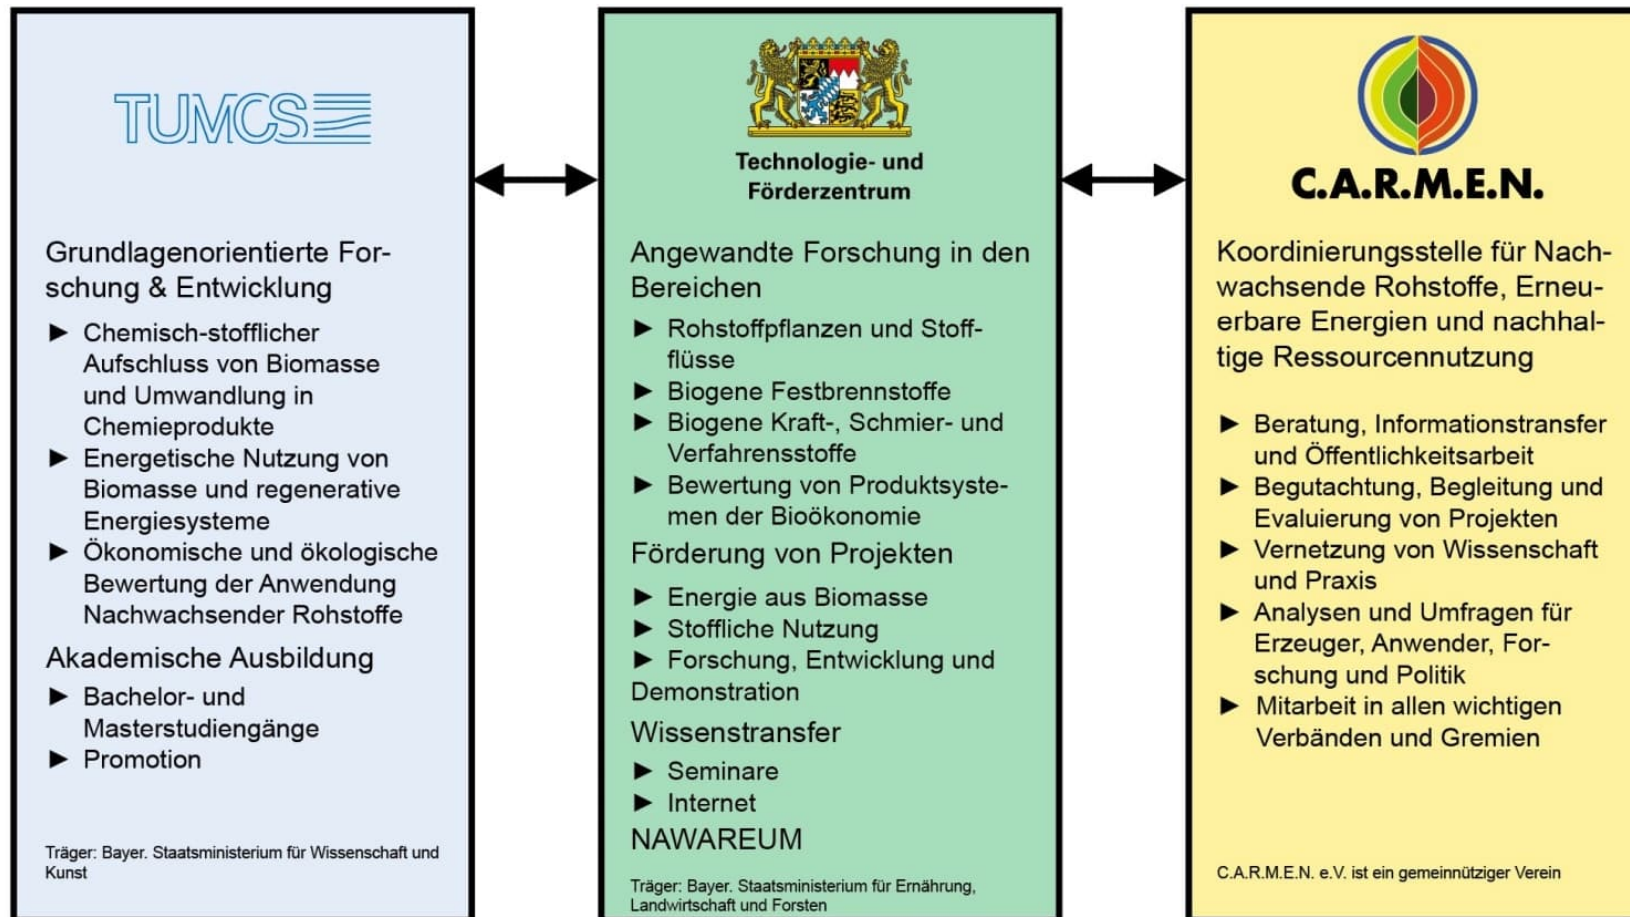 TUMCS
Grundlagenorientierte For-
schung & Entwicklung
► Chemisch-stofflicher
Aufschluss von Biomasse
und Umwandlung in
Chemieprodukte
► Energetische Nutzung von
Biomasse und regenerative
Energiesysteme
► Ökonomische und ökologische
Bewertung der Anwendung
Nachwachsender Rohstoffe
Akademische Ausbildung
► Bachelor- und
Masterstudiengänge
► Promotion
Träger: Bayer. Staatsministerium für Wissenschaft und
Kunst
Technologie- und
Förderzentrum
Angewandte Forschung in den
Bereichen
► Rohstoffpflanzen und Stoff-
flüsse
► Biogene Festbrennstoffe
► Biogene Kraft-, Schmier- und
Verfahrensstoffe
► Bewertung von Produktsyste-
men der Bioökonomie
Förderung von Projekten
► Energie aus Biomasse
► Stoffliche Nutzung
► Forschung, Entwicklung und
Demonstration
Wissenstransfer
► Seminare
► Internet
NAWAREUM
Träger: Bayer. Staatsministerium für Ernährung,
Landwirtschaft und Forsten
C.A.R.M.E.N.
Koordinierungsstelle für Nach-
wachsende Rohstoffe, Erneu-
erbare Energien und nachhal-
tige Ressourcennutzung
► Beratung, Informationstransfer
und Öffentlichkeitsarbeit
► Begutachtung, Begleitung und
Evaluierung von Projekten
► Vernetzung von Wissenschaft
und Praxis
► Analysen und Umfragen für
Erzeuger, Anwender, For-
schung und Politik
► Mitarbeit in allen wichtigen
Verbänden und Gremien
C.A.R.M.E.N. e.V. ist ein gemeinnütziger Verein